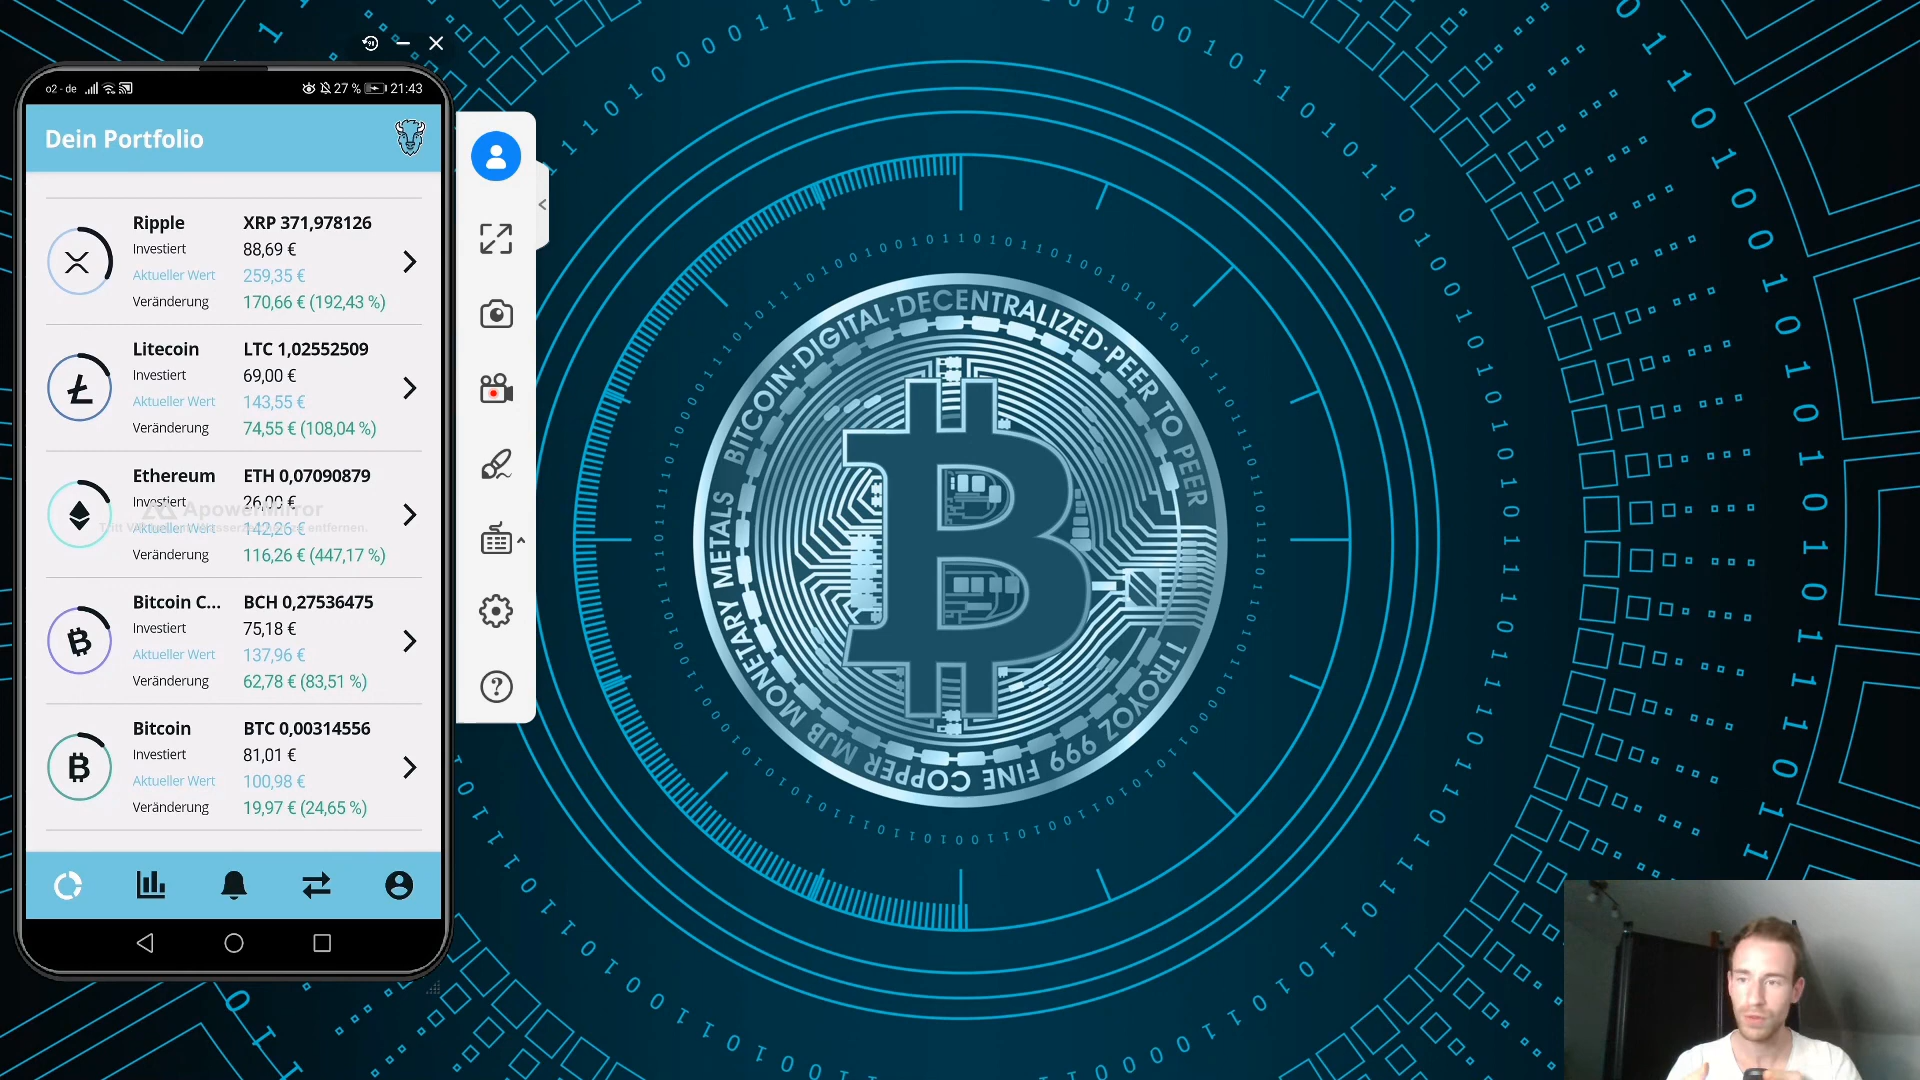 o2 - de 27 % 21:43
Dein Portfolio
Ripple XRP 371,978126
Investiert 88,69 €
Aktueller Wert 259,35 €
Veränderung 170,66 € (192,43 %)
Litecoin LTC 1,02552509
Investiert 69,00 €
Aktueller Wert 143,55 €
Veränderung 74,55 € (108,04 %)
Ethereum ETH 0,07090879
Investiert 26,00 €
ApowerMirror
Aktueller Wert 142,26 €
entfernen.
Veränderung 116,26 € (447,17 %)
Bitcoin C... BCH 0,27536475
Investiert 75,18 €
Aktueller Wert 137,96 €
Veränderung 62,78 € (83,51 %)
Bitcoin BTC 0,00314556
Investiert 81,01 €
Aktueller Wert 100,98 €
Veränderung 19,97 € (24,65 %)
BITCOIN·DIGITAL·DECENTRALIZED·PEER TO PEER
1 TROY OZ 999 FINE COPPER MJB MONETARY METALS